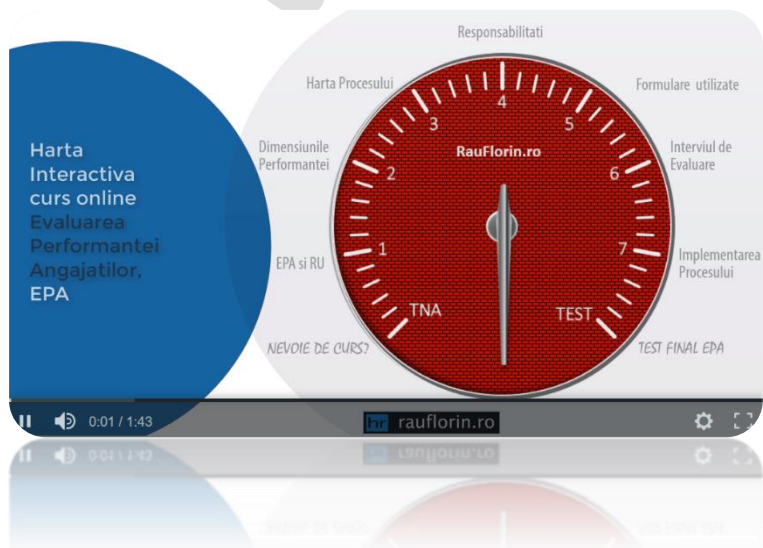 Harta
Interactiva
curs online
Evaluarea
Performantei
Angajatilor,
EPA
Responsabilitati
Harta Procesului
Formulare utilizate
Dimensiunile
Performantei
Interviul de
Evaluare
EPA si RU
Implementarea
Procesului
NEVOIE DE CURS?
TEST FINAL EPA
RauFlorin.ro
1
2
3
4
5
6
7
TNA
TEST
0:01 / 1:43
hr rauflorin.ro